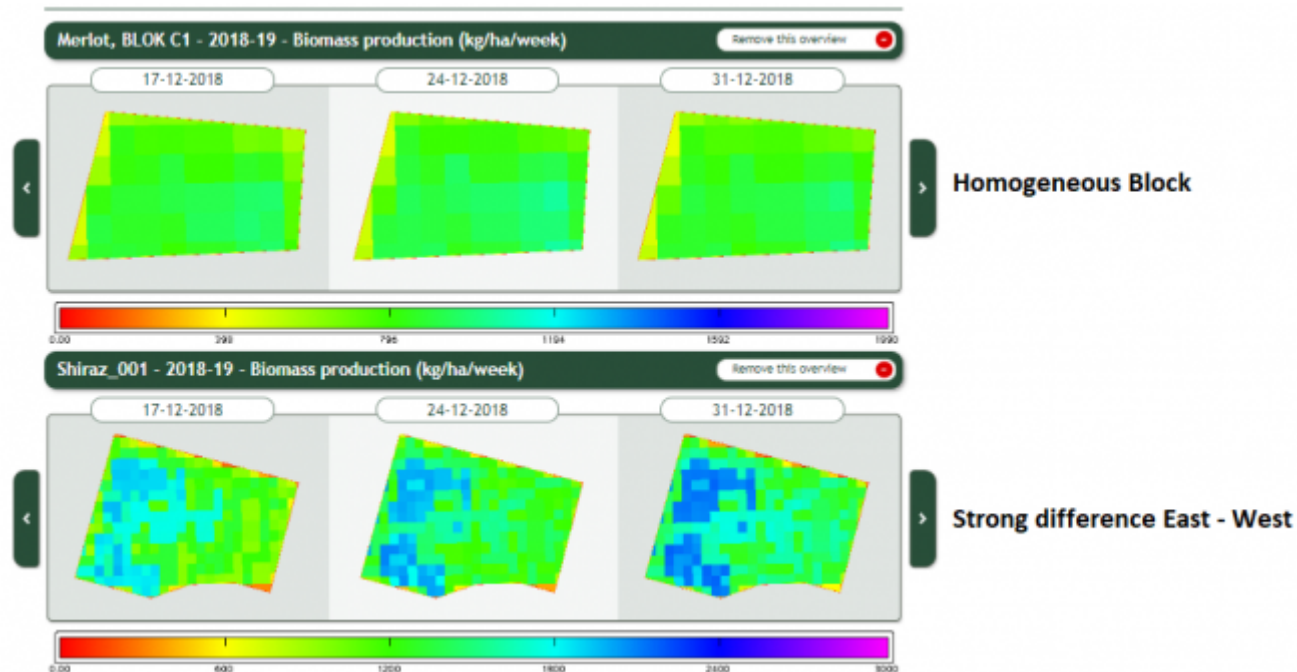 Merlot, BLOK C1 - 2018-19 - Biomass production (kg/ha/week)
Remove this overview
17-12-2018
24-12-2018
31-12-2018
Homogeneous Block
0.00 398 796 1194 1592 1990
Shiraz_001 - 2018-19 - Biomass production (kg/ha/week)
Remove this overview
17-12-2018
24-12-2018
31-12-2018
Strong difference East - West
0.00 600 1200 1800 2400 3000